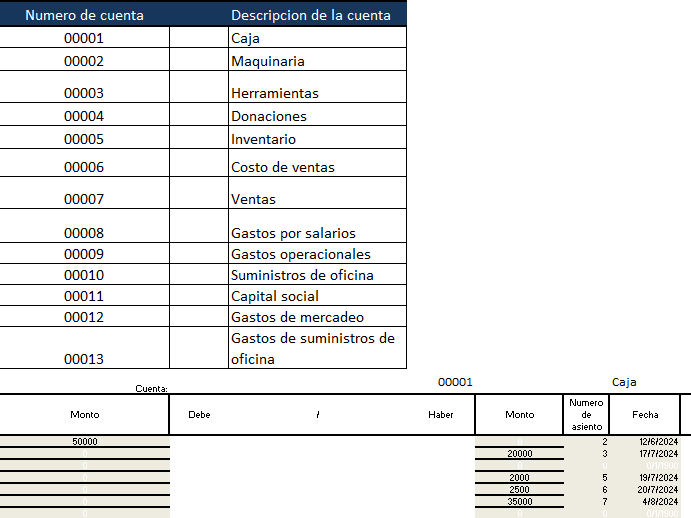 Numero de cuenta Descripcion de la cuenta
00001 Caja
00002 Maquinaria
00003 Herramientas
00004 Donaciones
00005 Inventario
00006 Costo de ventas
00007 Ventas
00008 Gastos por salarios
00009 Gastos operacionales
00010 Suministros de oficina
00011 Capital social
00012 Gastos de mercadeo
Gastos de suministros de
00013 oficina
Cuenta: 00001 Caja
Monto Debe / Haber Monto Numero de asiento Fecha
50000 2 12/6/2024
0 20000 3 17/7/2024
0 0 0 0/1/1900
0 2000 5 19/7/2024
0 2500 6 20/7/2024
0 35000 7 4/8/2024
0 0 0 0/1/1900